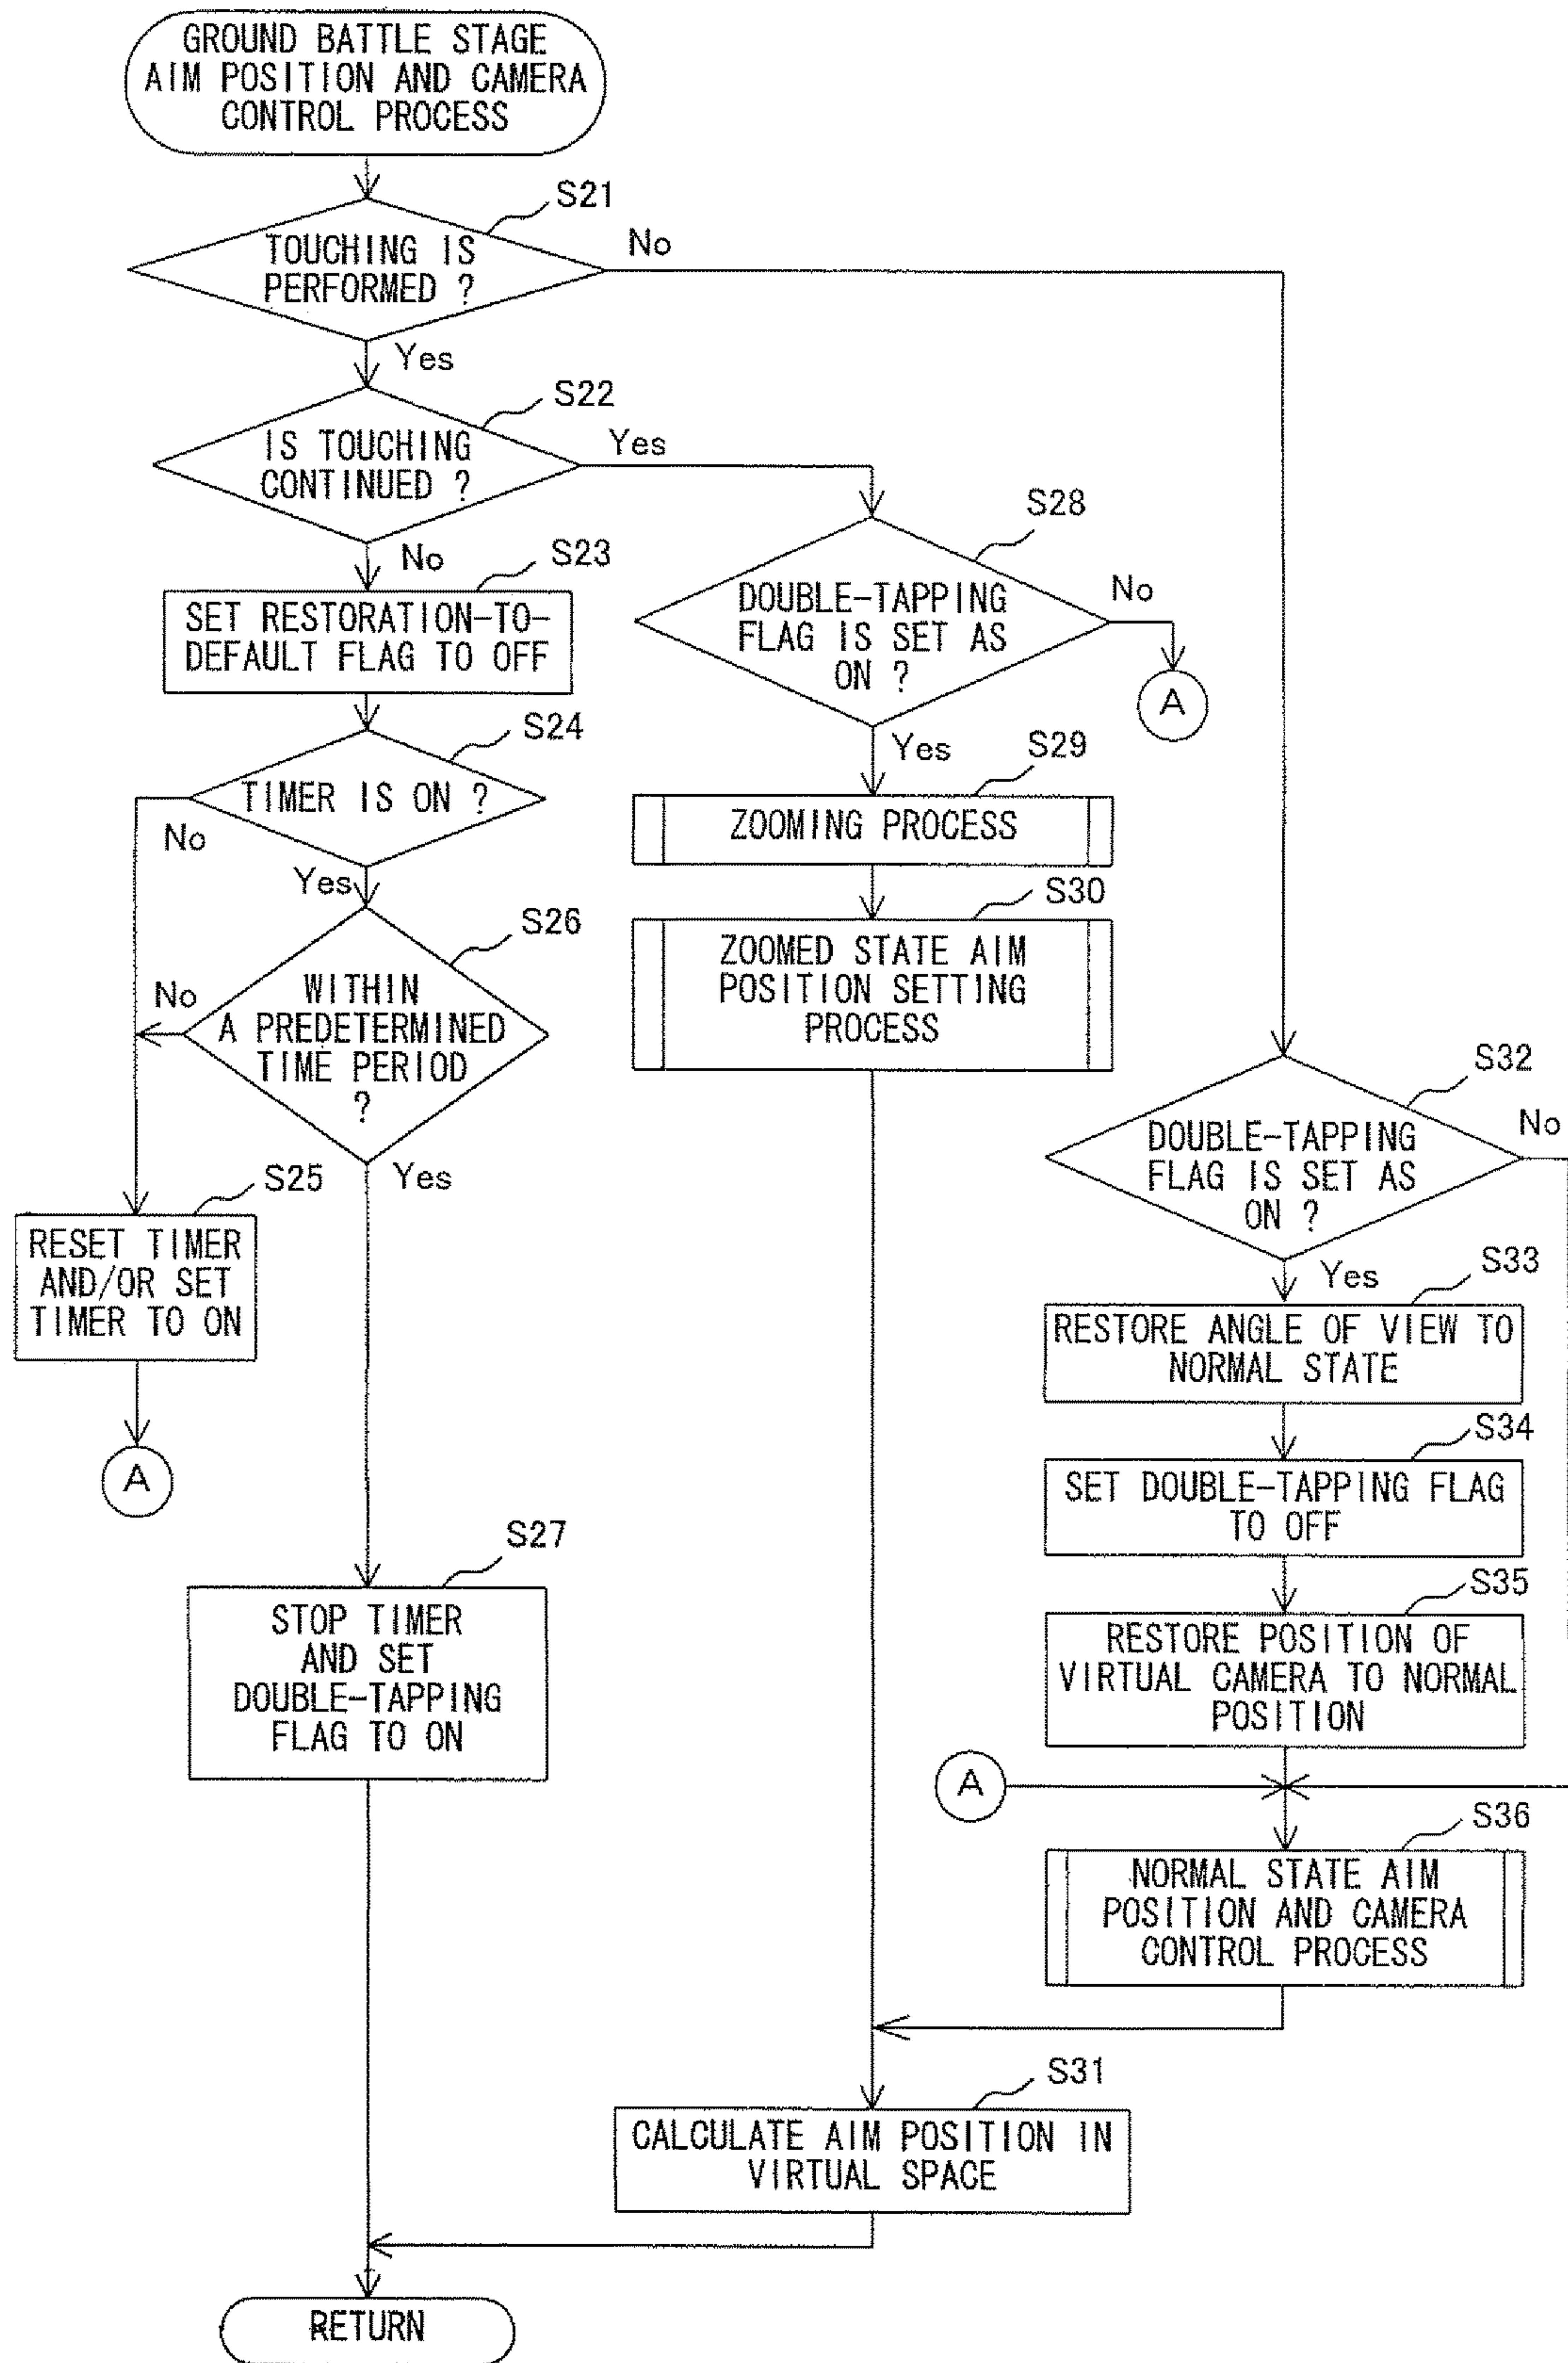 GROUND BATTLE STAGE
AIM POSITION AND CAMERA
CONTROL PROCESS
S21
TOUCHING IS
PERFORMED ?
No
Yes
S22
IS TOUCHING
CONTINUED ?
Yes
No
S23
SET RESTORATION-TO-
DEFAULT FLAG TO OFF
S24
TIMER IS ON ?
No
Yes
S26
WITHIN
A PREDETERMINED
TIME PERIOD
?
No
Yes
S25
RESET TIMER
AND/OR SET
TIMER TO ON
A
S27
STOP TIMER
AND SET
DOUBLE-TAPPING
FLAG TO ON
S28
DOUBLE-TAPPING
FLAG IS SET AS
ON ?
No
A
Yes
S29
ZOOMING PROCESS
S30
ZOOMED STATE AIM
POSITION SETTING
PROCESS
S32
DOUBLE-TAPPING
FLAG IS SET AS
ON ?
No
Yes
S33
RESTORE ANGLE OF VIEW TO
NORMAL STATE
S34
SET DOUBLE-TAPPING FLAG
TO OFF
S35
RESTORE POSITION OF
VIRTUAL CAMERA TO NORMAL
POSITION
A
S36
NORMAL STATE AIM
POSITION AND CAMERA
CONTROL PROCESS
S31
CALCULATE AIM POSITION IN
VIRTUAL SPACE
RETURN